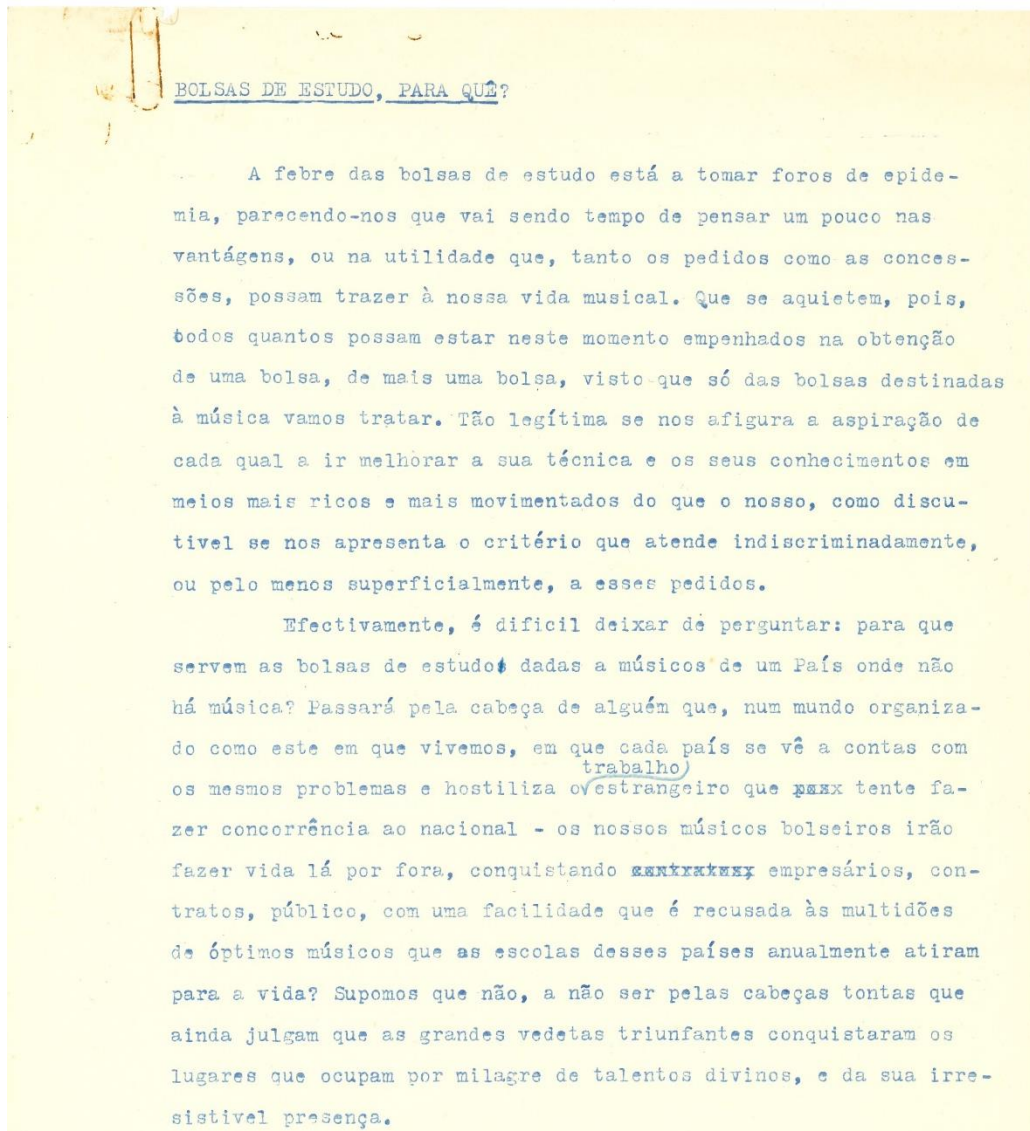 BOLSAS DE ESTUDO, PARA QUÊ?
A febre das bolsas de estudo está a tomar foros de epide-
mia, parecendo-nos que vai sendo tempo de pensar um pouco nas
vantágens, ou na utilidade que, tanto os pedidos como as conces-
sões, possam trazer à nossa vida musical. Que se aquietem, pois,
todos quantos possam estar neste momento empenhados na obtenção
de uma bolsa, de mais uma bolsa, visto que só das bolsas destinadas
à música vamos tratar. Tão legítima se nos afigura a aspiração de
cada qual a ir melhorar a sua técnica e os seus conhecimentos em
meios mais ricos e mais movimentados do que o nosso, como discu-
tivel se nos apresenta o critério que atende indiscriminadamente,
ou pelo menos superficialmente, a esses pedidos.
Efectivamente, é dificil deixar de perguntar: para que
servem as bolsas de estudo dadas a músicos de um País onde não
há música? Passará pela cabeça de alguém que, num mundo organiza-
do como este em que vivemos, em que cada país se vê a contas com
trabalho
os mesmos problemas e hostiliza o estrangeiro que tente fa-
zer concorrência ao nacional - os nossos músicos bolseiros irão
fazer vida lá por fora, conquistando empresários, con-
tratos, público, com uma facilidade que é recusada às multidões
de óptimos músicos que as escolas desses países anualmente atiram
para a vida? Supomos que não, a não ser pelas cabeças tontas que
ainda julgam que as grandes vedetas triunfantes conquistaram os
lugares que ocupam por milagre de talentos divinos, e da sua irre-
sistivel presença.